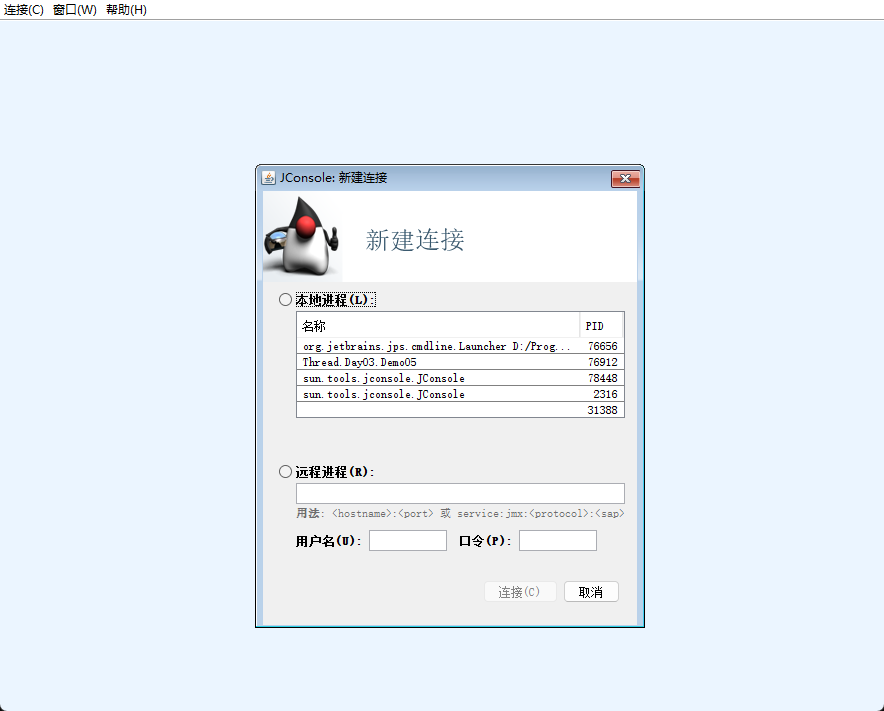 连接(C) 窗口(W) 帮助(H)
JConsole: 新建连接
新建连接
本地进程(L):
名称 PID
org.jetbrains.jps.cmdline.Launcher D:/Prog... 76656
Thread.Day03.Demo05 76912
sun.tools.jconsole.JConsole 78448
sun.tools.jconsole.JConsole 2316
31388
远程进程(R):
用法: <hostname>:<port> 或 service:jmx:<protocol>:<sap>
用户名(U): 口令(P):
连接(C) 取消